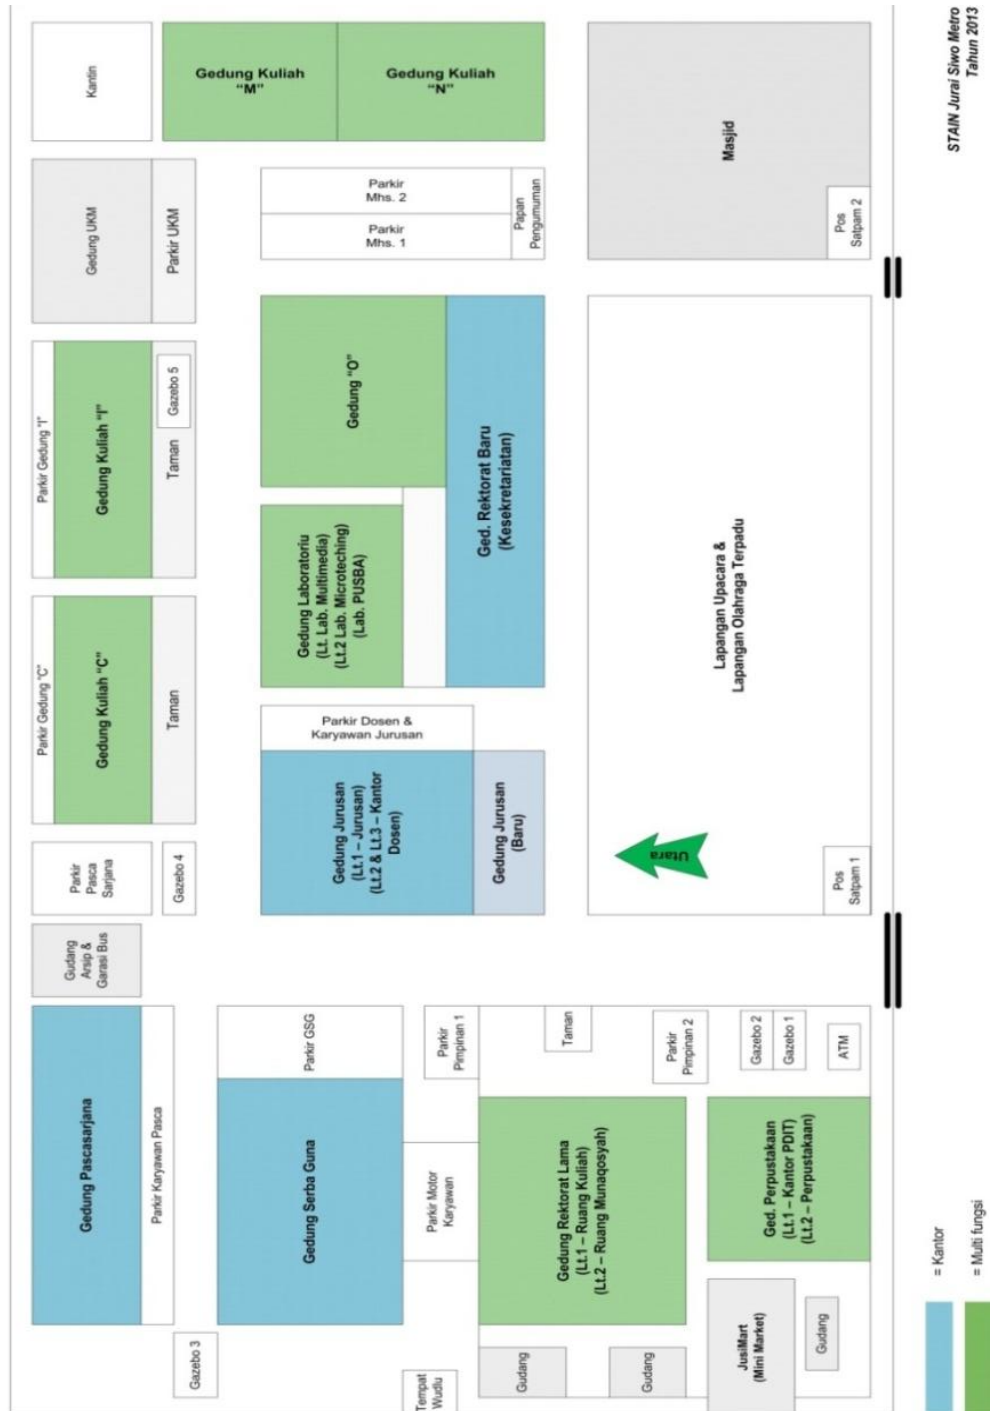 STAIN Jurai Siwo Metro
Tahun 2013
Kantin
Gedung Kuliah
“M”
Gedung Kuliah
“N”
Masjid
Pos
Satpam 2
Gedung UKM
Parkir UKM
Parkir
Mhs. 2
Parkir
Mhs. 1
Papan
Pengumuman
Parkir Gedung “I”
Gedung Kuliah “I”
Taman
Gazebo 5
Gedung “O”
Ged. Rektorat Baru
(Kesekretariatan)
Gedung Laboratoriu
(Lt. Lab. Multimedia)
(Lt.2 Lab. Microteching)
(Lab. PUSBA)
Lapangan Upacara &
Lapangan Olahraga Terpadu
Parkir Gedung “C”
Gedung Kuliah “C”
Taman
Parkir Dosen &
Karyawan Jurusan
Gedung Jurusan
(Lt.1 – Jurusan)
(Lt.2 & Lt.3 – Kantor
Dosen)
Gedung Jurusan
(Baru)
Utara
Pos
Satpam 1
Parkir
Pasca
Sarjana
Gazebo 4
Gudang
Arsip &
Garasi Bus
Gedung Pascasarjana
Parkir Karyawan Pasca
Parkir GSG
Gedung Serba Guna
Parkir
Pimpinan 1
Taman
Parkir
Pimpinan 2
Gazebo 2
Gazebo 1
ATM
Parkir Motor
Karyawan
Gedung Rektorat Lama
(Lt.1 – Ruang Kuliah)
(Lt.2 – Ruang Munaqosyah)
Ged. Perpustakaan
(Lt.1 – Kantor PDIT)
(Lt.2 – Perpustakaan)
Gazebo 3
Tempat
Wudlu
Gudang
Gudang
JusiMart
(Mini Market)
Gudang
= Kantor
= Multi fungsi